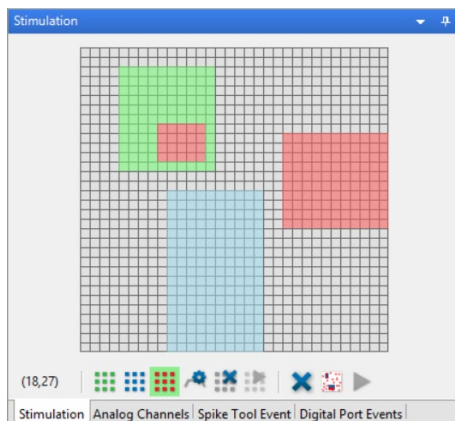 Stimulation
(18,27)
Stimulation Analog Channels Spike Tool Event Digital Port Events